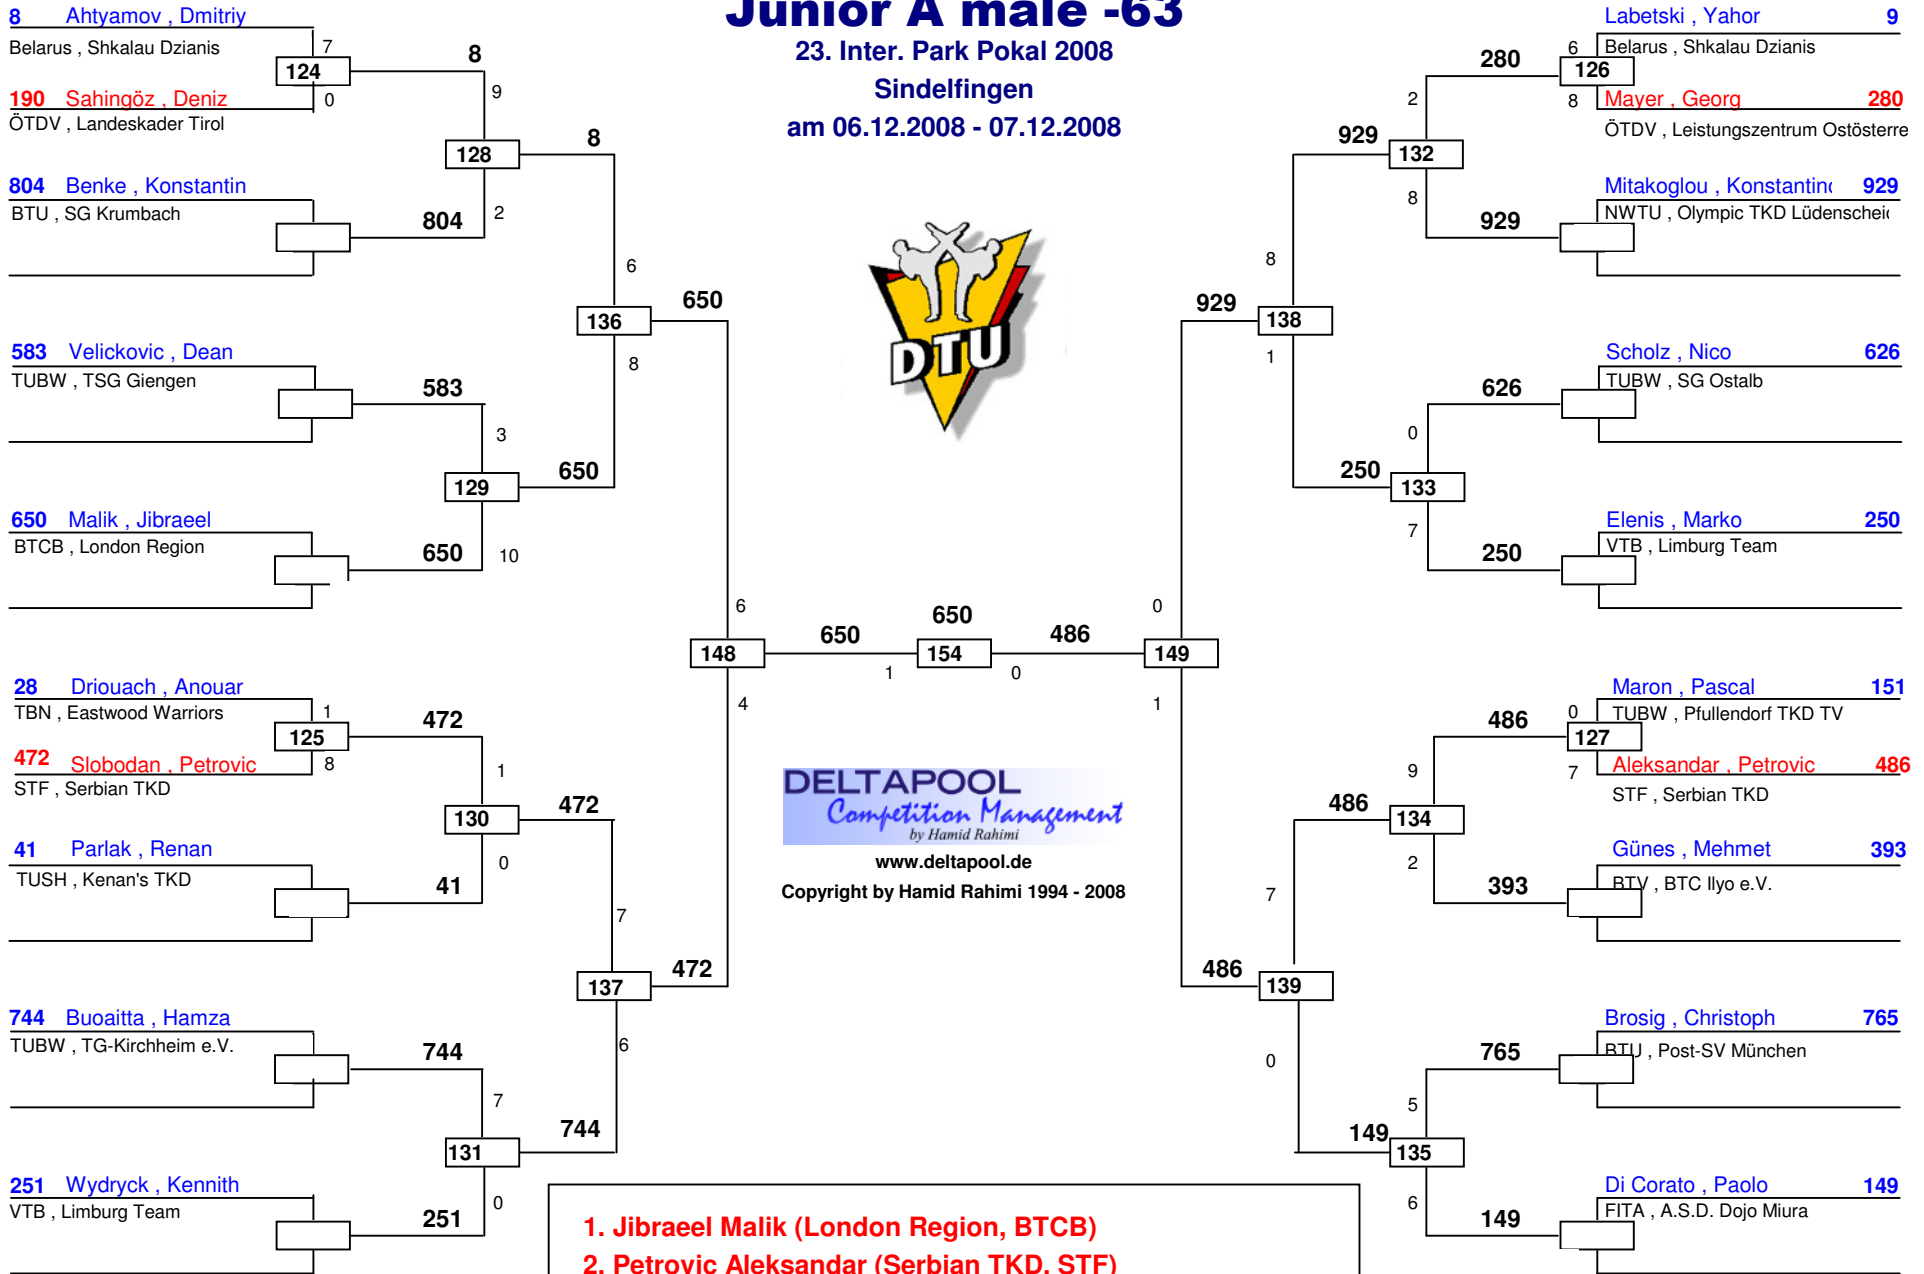 Junior A male -63
23. Inter. Park Pokal 2008
Sindelfingen
am 06.12.2008 - 07.12.2008
8 Ahtyamov , Dmitriy
Belarus , Shkalau Dzianis
7
124
8
190 Sahingöz , Deniz
0
ÖTDV , Landeskader Tirol
9
128
8
804 Benke , Konstantin
BTU , SG Krumbach
804
2
6
136
650
8
583 Velickovic , Dean
TUBW , TSG Giengen
583
3
129
650
650 Malik , Jibraeel
BTCB , London Region
650
10
6
148
650
4
28 Driouach , Anouar
TBN , Eastwood Warriors
1
125
472
472 Slobodan , Petrovic
8
STF , Serbian TKD
1
130
472
41 Parlak , Renan
TUSH , Kenan's TKD
41
0
7
137
472
6
744 Buoaitta , Hamza
TUBW , TG-Kirchheim e.V.
744
7
131
744
251 Wydryck , Kennith
VTB , Limburg Team
251
0
DTU
650
1
154
0
486
DELTAPOOL
Competition Management
by Hamid Rahimi
www.deltapool.de
Copyright by Hamid Rahimi 1994 - 2008
Labetski , Yahor 9
Belarus , Shkalau Dzianis
6
280
126
8
Mayer , Georg 280
ÖTDV , Leistungszentrum Ostösterre
2
929
132
8
Mitakoglou , Konstantino 929
NWTU , Olympic TKD Lüdenscheid
929
8
929
138
1
Scholz , Nico 626
TUBW , SG Ostalb
626
0
250
133
7
Elenis , Marko 250
VTB , Limburg Team
250
0
149
1
Maron , Pascal 151
TUBW , Pfullendorf TKD TV
0
486
127
7
Aleksandar , Petrovic 486
STF , Serbian TKD
9
486
134
2
Günes , Mehmet 393
BTV , BTC Ilyo e.V.
393
7
486
139
0
Brosig , Christoph 765
BTU , Post-SV München
765
5
149
135
6
Di Corato , Paolo 149
FITA , A.S.D. Dojo Miura
149
1. Jibraeel Malik (London Region, BTCB)
2. Petrovic Aleksandar (Serbian TKD, STF)